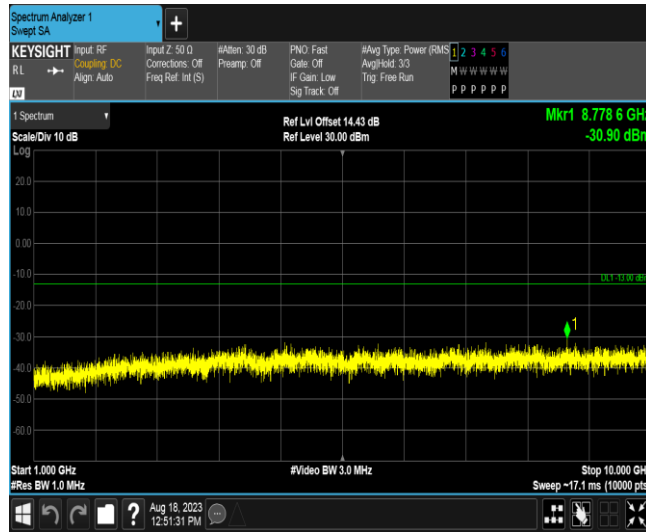 Spectrum Analyzer 1
Swept SA
+
KEYSIGHT
RL
LXI
Input: RF
Coupling: DC
Align: Auto
Input Z: 50 Ω
Corrections: Off
Freq Ref: Int (S)
#Atten: 30 dB
Preamp: Off
PNO: Fast
Gate: Off
IF Gain: Low
Sig Track: Off
#Avg Type: Power (RMS
Avg|Hold: 3/3
Trig: Free Run
1 2 3 4 5 6
M W W W W W
P P P P P P
1 Spectrum
Scale/Div 10 dB
Log
Ref Lvl Offset 14.43 dB
Ref Level 30.00 dBm
Mkr1 8.778 6 GHz
-30.90 dBm
20.0
10.0
0.00
-10.0
DL1 -13.00 dBm
-20.0
1
-30.0
-40.0
-50.0
-60.0
Start 1.000 GHz
#Res BW 1.0 MHz
#Video BW 3.0 MHz
Stop 10.000 GHz
Sweep ~17.1 ms (10000 pts
?
Aug 18, 2023
12:51:31 PM